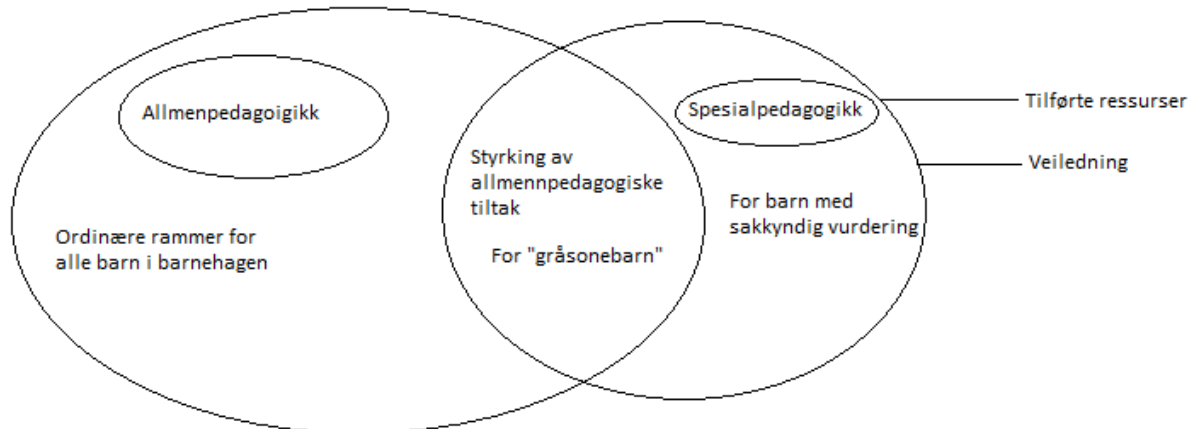 Allmenpedagoigikk
Ordinære rammer for
alle barn i barnehagen
Styrking av
allmennpedagogiske
tiltak
For "gråsonebarn"
Spesialpedagogikk
For barn med
sakkyndig vurdering
Tilførte ressurser
Veiledning